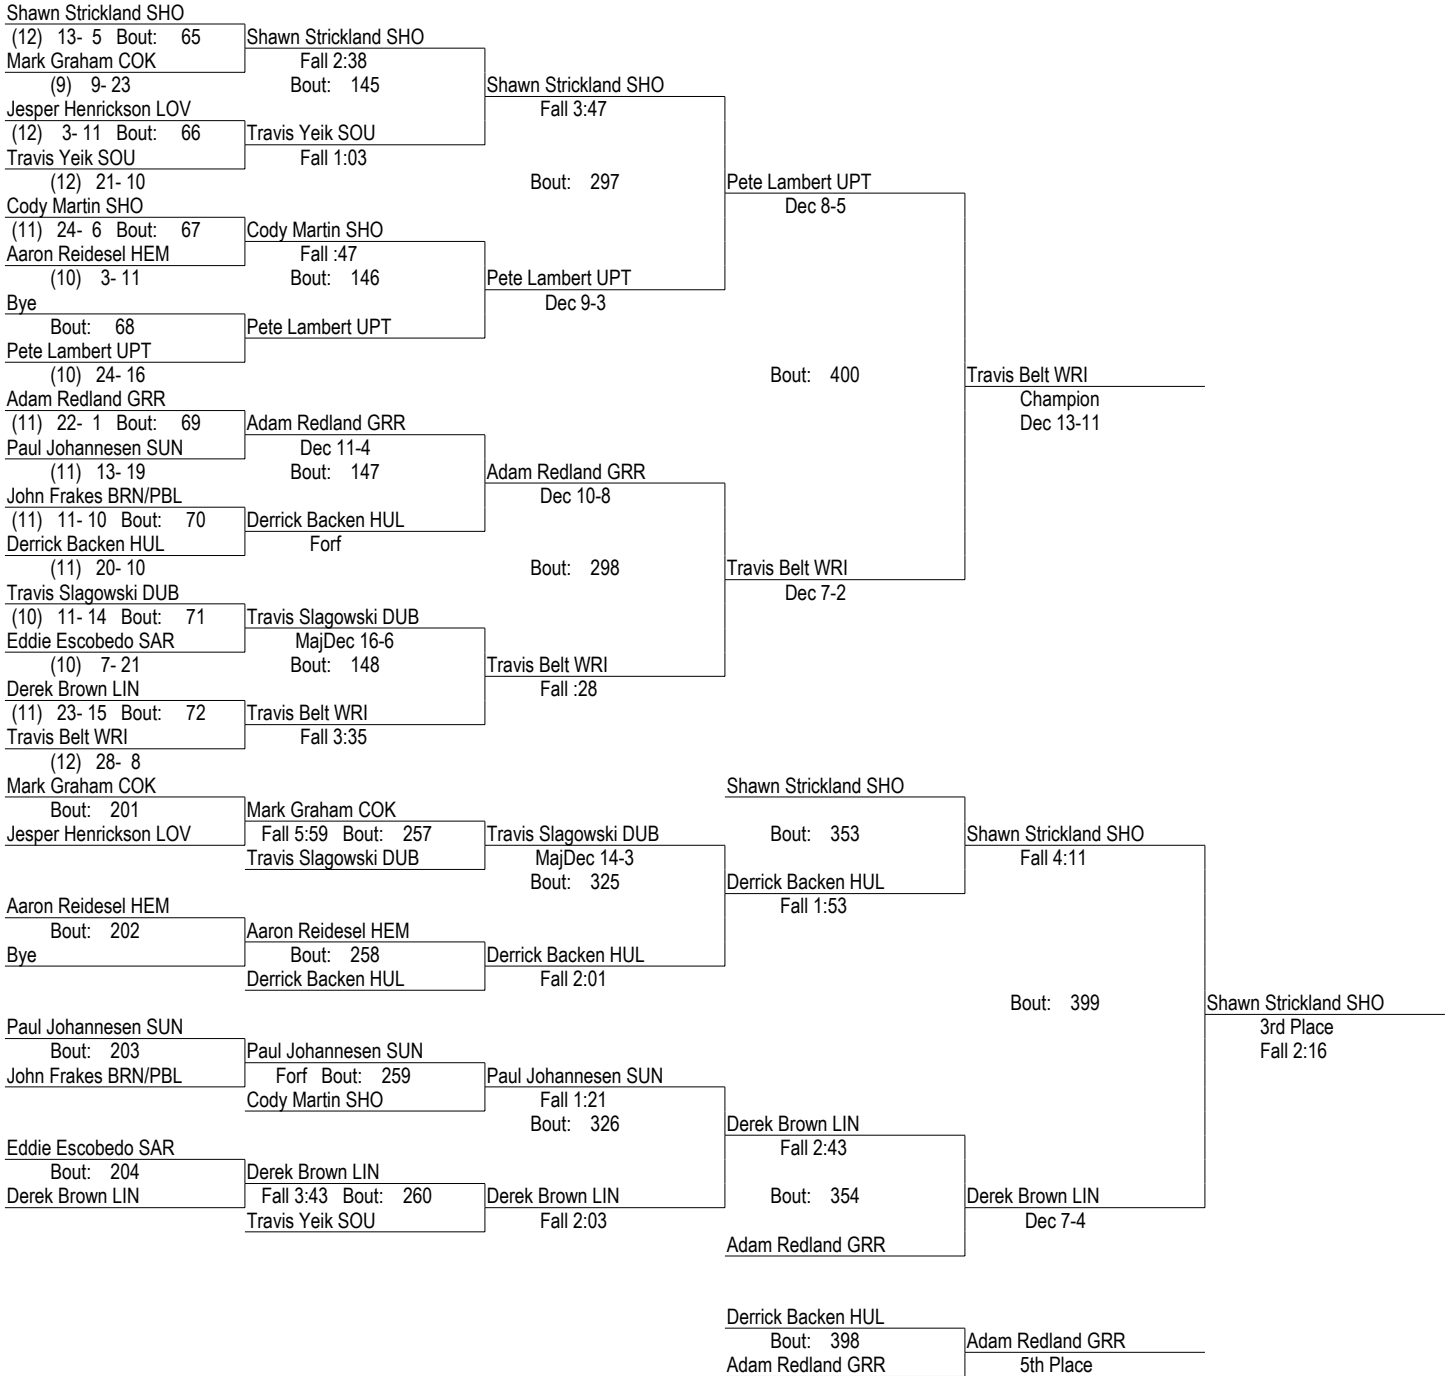 Shawn Strickland SHO
(12) 13- 5 Bout: 65 Shawn Strickland SHO
Mark Graham COK Fall 2:38
(9) 9- 23 Bout: 145 Shawn Strickland SHO
Jesper Henrickson LOV Fall 3:47
(12) 3- 11 Bout: 66 Travis Yeik SOU
Travis Yeik SOU Fall 1:03
(12) 21- 10 Bout: 297 Pete Lambert UPT
Cody Martin SHO Dec 8-5
(11) 24- 6 Bout: 67 Cody Martin SHO
Aaron Reidesel HEM Fall :47
(10) 3- 11 Bout: 146 Pete Lambert UPT
Bye Dec 9-3
Bout: 68 Pete Lambert UPT
Pete Lambert UPT
(10) 24- 16 Bout: 400 Travis Belt WRI
Adam Redland GRR Champion
(11) 22- 1 Bout: 69 Adam Redland GRR Dec 13-11
Paul Johannesen SUN Dec 11-4
(11) 13- 19 Bout: 147 Adam Redland GRR
John Frakes BRN/PBL Dec 10-8
(11) 11- 10 Bout: 70 Derrick Backen HUL
Derrick Backen HUL Forf
(11) 20- 10 Bout: 298 Travis Belt WRI
Travis Slagowski DUB Dec 7-2
(10) 11- 14 Bout: 71 Travis Slagowski DUB
Eddie Escobedo SAR MajDec 16-6
(10) 7- 21 Bout: 148 Travis Belt WRI
Derek Brown LIN Fall :28
(11) 23- 15 Bout: 72 Travis Belt WRI
Travis Belt WRI Fall 3:35
(12) 28- 8
Mark Graham COK Shawn Strickland SHO
Bout: 201 Mark Graham COK
Jesper Henrickson LOV Fall 5:59 Bout: 257 Travis Slagowski DUB Bout: 353 Shawn Strickland SHO
Travis Slagowski DUB MajDec 14-3 Fall 4:11
Bout: 325 Derrick Backen HUL
Aaron Reidesel HEM Fall 1:53
Bout: 202 Aaron Reidesel HEM
Bye Bout: 258 Derrick Backen HUL
Derrick Backen HUL Fall 2:01
Bout: 399 Shawn Strickland SHO
Paul Johannesen SUN 3rd Place
Bout: 203 Paul Johannesen SUN Fall 2:16
John Frakes BRN/PBL Forf Bout: 259 Paul Johannesen SUN
Cody Martin SHO Fall 1:21
Bout: 326 Derek Brown LIN
Eddie Escobedo SAR Fall 2:43
Bout: 204 Derek Brown LIN
Derek Brown LIN Fall 3:43 Bout: 260 Derek Brown LIN Bout: 354 Derek Brown LIN
Travis Yeik SOU Fall 2:03 Dec 7-4
Adam Redland GRR
Derrick Backen HUL
Bout: 398 Adam Redland GRR
Adam Redland GRR 5th Place